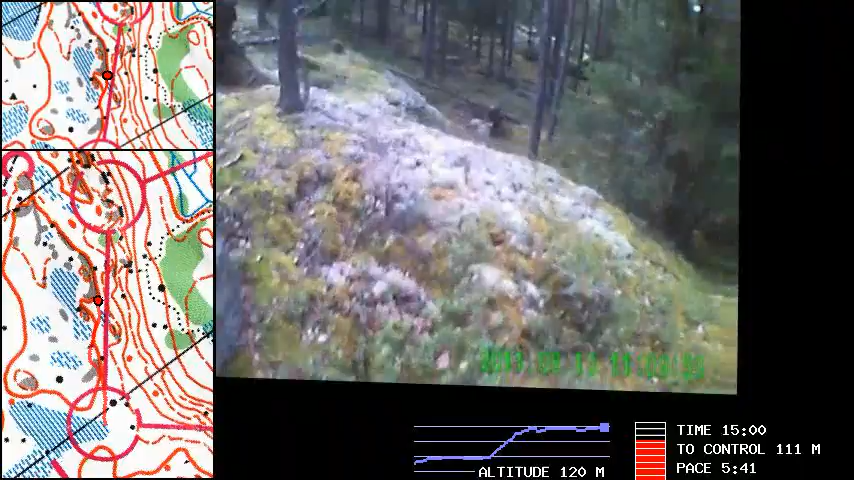 TIME 15:00
TO CONTROL 111 M
ALTITUDE 120 M
PACE 5:41